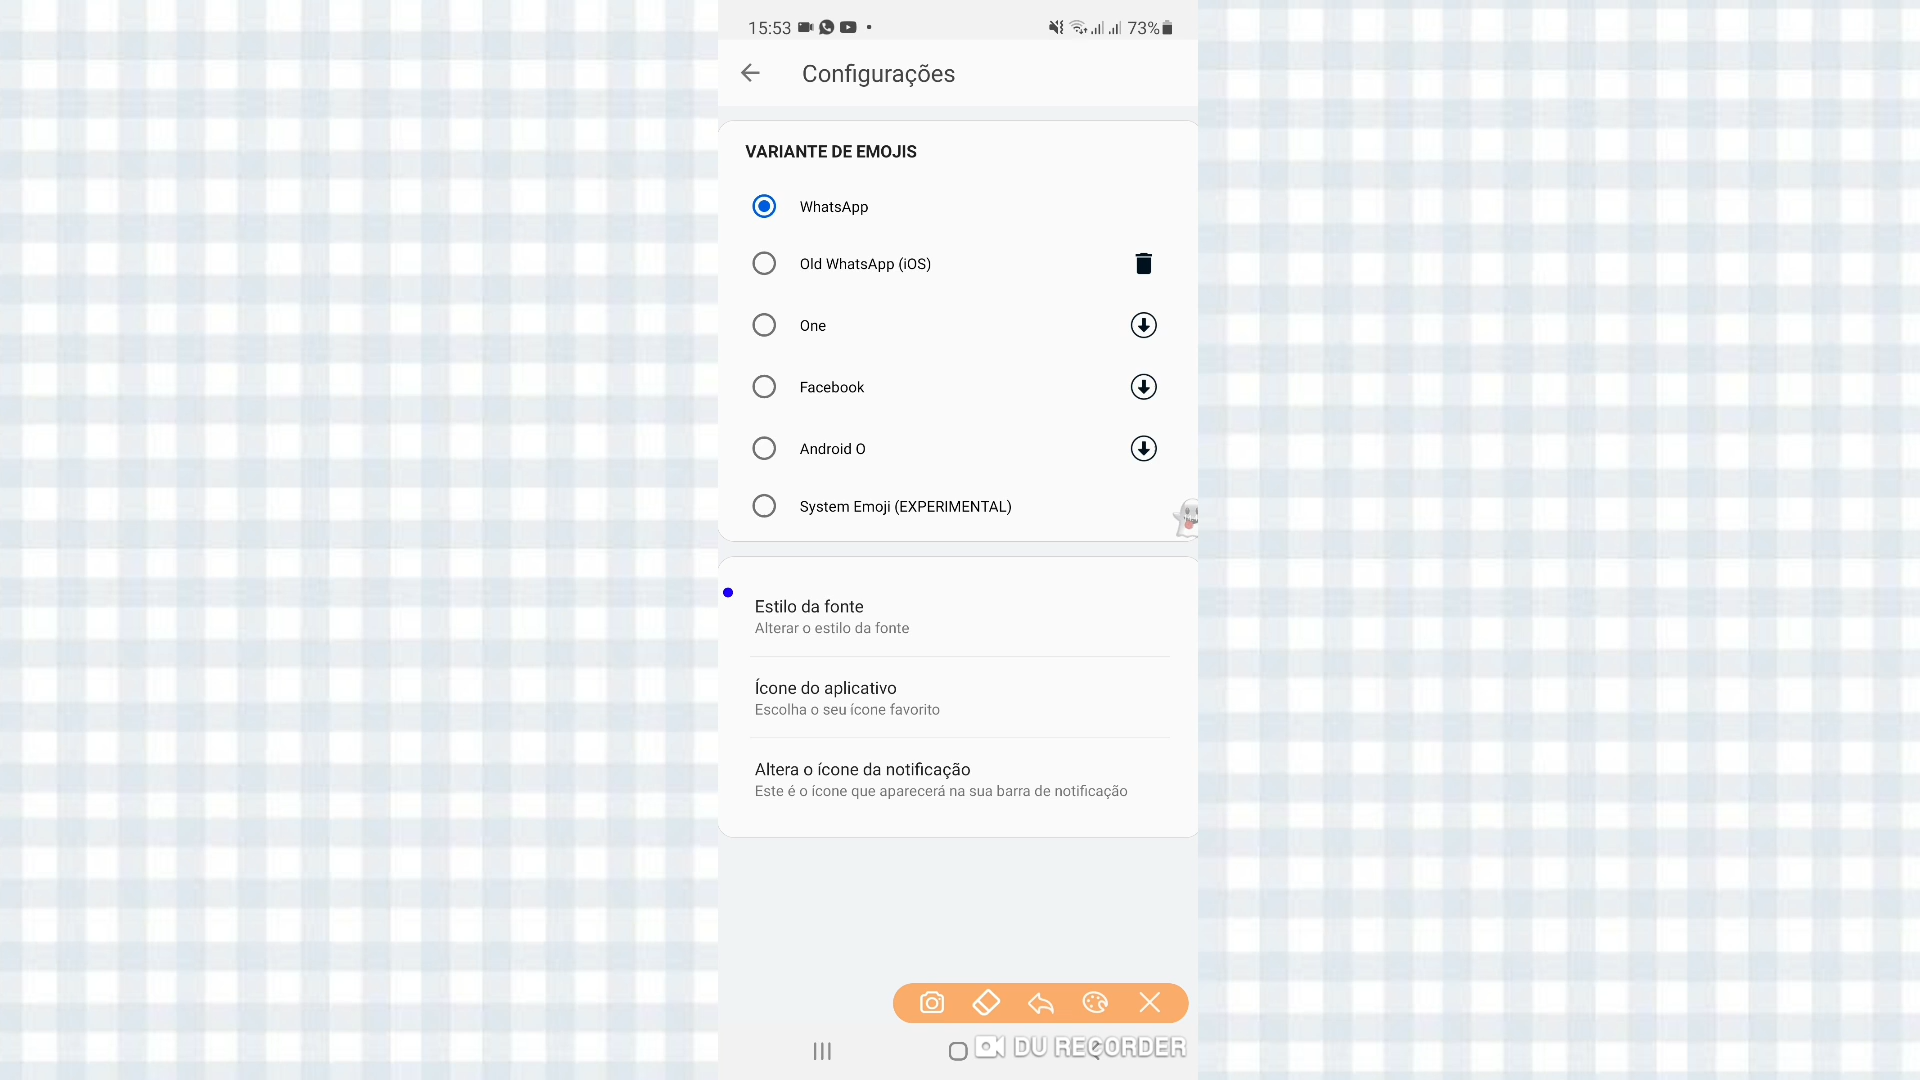 15:53
73%
Configurações
VARIANTE DE EMOJIS
WhatsApp
Old WhatsApp (iOS)
One
Facebook
Android O
System Emoji (EXPERIMENTAL)
Estilo da fonte
Alterar o estilo da fonte
Ícone do aplicativo
Escolha o seu ícone favorito
Altera o ícone da notificação
Este é o ícone que aparecerá na sua barra de notificação
DU RECORDER